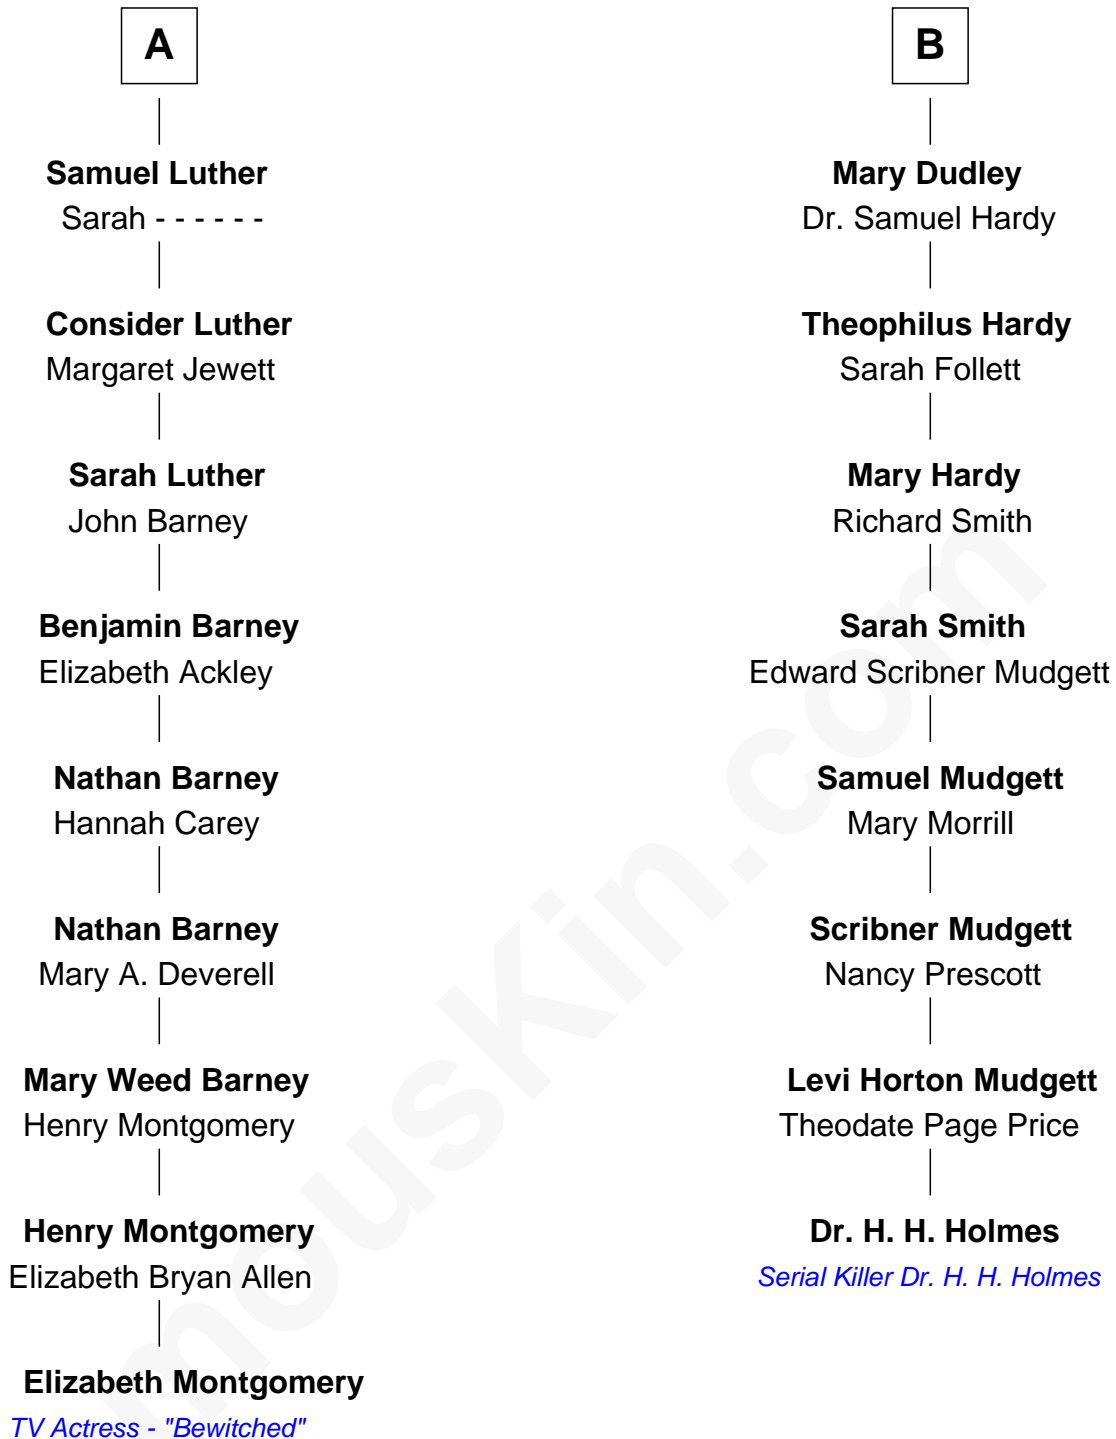 A
Samuel Luther
Sarah - - - - - -
Consider Luther
Margaret Jewett
Sarah Luther
John Barney
Benjamin Barney
Elizabeth Ackley
Nathan Barney
Hannah Carey
Nathan Barney
Mary A. Deverell
Mary Weed Barney
Henry Montgomery
Henry Montgomery
Elizabeth Bryan Allen
Elizabeth Montgomery
TV Actress - "Bewitched"
B
Mary Dudley
Dr. Samuel Hardy
Theophilus Hardy
Sarah Follett
Mary Hardy
Richard Smith
Sarah Smith
Edward Scribner Mudgett
Samuel Mudgett
Mary Morrill
Scribner Mudgett
Nancy Prescott
Levi Horton Mudgett
Theodate Page Price
Dr. H. H. Holmes
Serial Killer Dr. H. H. Holmes
mousKin.com